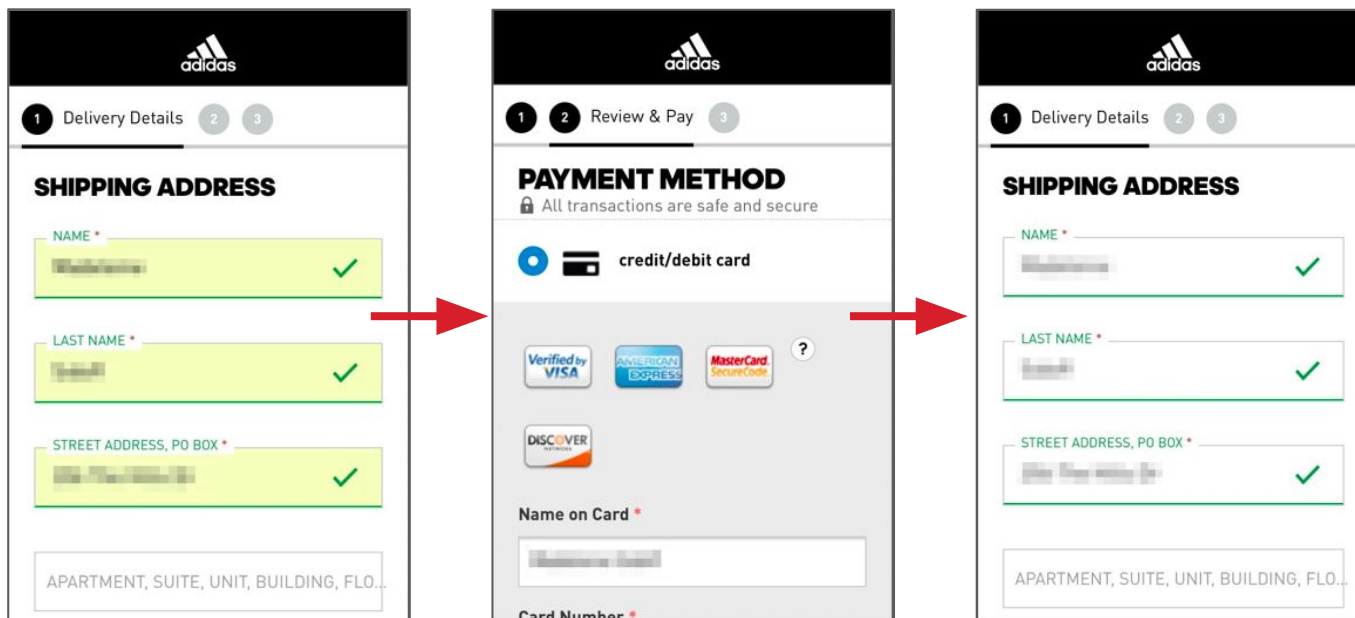 adidas
1 Delivery Details 2 3
SHIPPING ADDRESS
NAME *
LAST NAME *
STREET ADDRESS, PO BOX *
APARTMENT, SUITE, UNIT, BUILDING, FLO...
adidas
1 2 Review & Pay 3
PAYMENT METHOD
All transactions are safe and secure
credit/debit card
Verified by
VISA
AMERICAN
EXPRESS
MasterCard.
SecureCode.
?
DISCOVER
NETWORK
Name on Card *
Card Number *
adidas
1 Delivery Details 2 3
SHIPPING ADDRESS
NAME *
LAST NAME *
STREET ADDRESS, PO BOX *
APARTMENT, SUITE, UNIT, BUILDING, FLO...